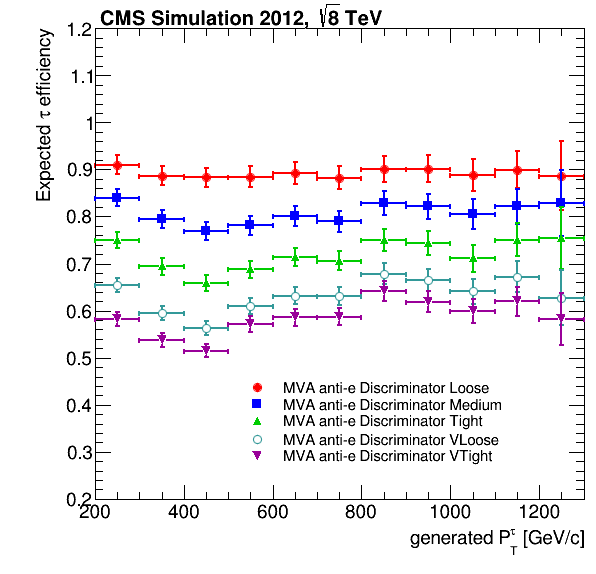 CMS Simulation 2012, √8 TeV
Expected τ efficiency
1.2
1.1
1
0.9
0.8
0.7
0.6
0.5
0.4
0.3
0.2
MVA anti-e Discriminator Loose
MVA anti-e Discriminator Medium
MVA anti-e Discriminator Tight
MVA anti-e Discriminator VLoose
MVA anti-e Discriminator VTight
200 400 600 800 1000 1200
generated P_T^τ [GeV/c]